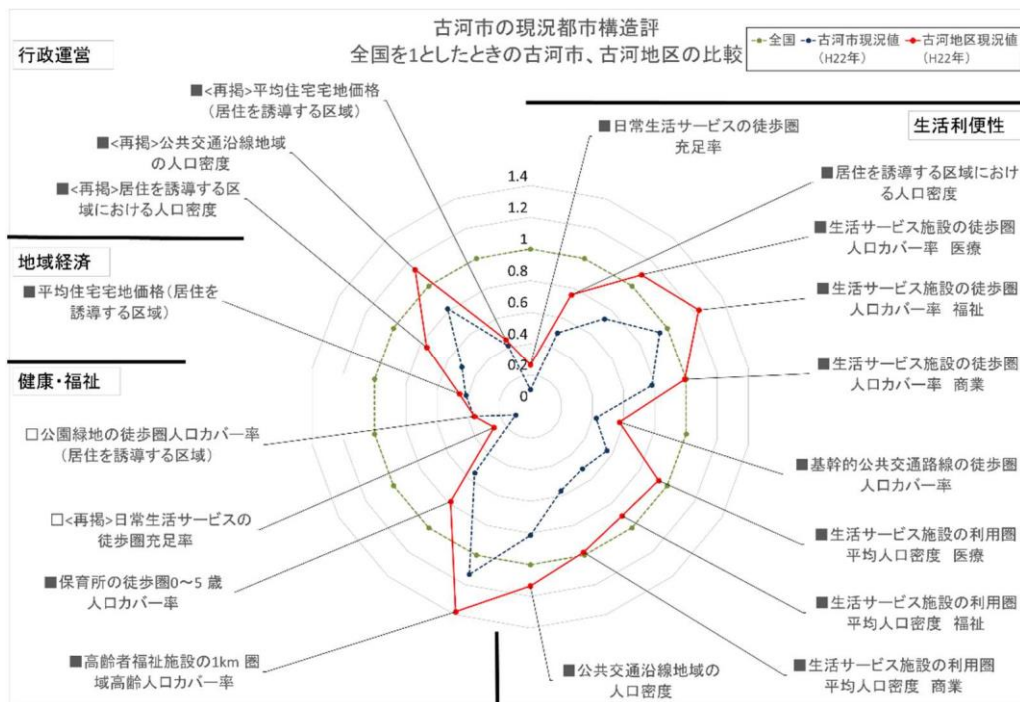 古河市の現況都市構造評
全国を1としたときの古河市、古河地区の比較
全国
古河市現況値
(H22年)
古河地区現況値
(H22年)
行政運営
■<再掲>平均住宅宅地価格
(居住を誘導する区域)
■<再掲>公共交通沿線地域
の人口密度
■<再掲>居住を誘導する区
域における人口密度
地域経済
■平均住宅宅地価格(居住を
誘導する区域)
健康・福祉
□公園緑地の徒歩圏人口カバー率
(居住を誘導する区域)
□<再掲>日常生活サービスの
徒歩圏充足率
■保育所の徒歩圏0～5 歳
人口カバー率
■高齢者福祉施設の1km 圏
域高齢人口カバー率
1.4
1.2
1
0.8
0.6
0.4
0.2
0
生活利便性
■日常生活サービスの徒歩圏
充足率
■居住を誘導する区域におけ
る人口密度
■生活サービス施設の徒歩圏
人口カバー率 医療
■生活サービス施設の徒歩圏
人口カバー率 福祉
■生活サービス施設の徒歩圏
人口カバー率 商業
■基幹的公共交通路線の徒歩圏
人口カバー率
■生活サービス施設の利用圏
平均人口密度 医療
■生活サービス施設の利用圏
平均人口密度 福祉
■生活サービス施設の利用圏
平均人口密度 商業
■公共交通沿線地域の
人口密度